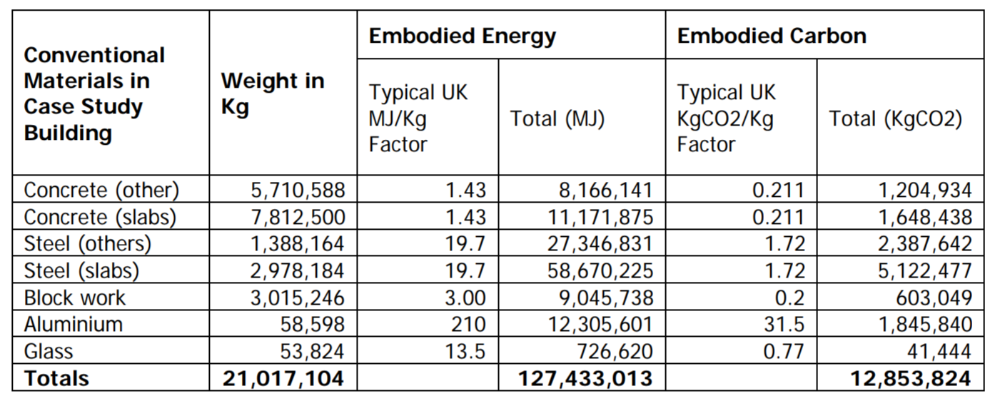 Conventional Materials in Case Study Building | Weight in Kg | Embodied Energy | Embodied Carbon
Typical UK MJ/Kg Factor | Total (MJ) | Typical UK KgCO2/Kg Factor | Total (KgCO2)
Concrete (other) 5,710,588 1.43 8,166,141 0.211 1,204,934
Concrete (slabs) 7,812,500 1.43 11,171,875 0.211 1,648,438
Steel (others) 1,388,164 19.7 27,346,831 1.72 2,387,642
Steel (slabs) 2,978,184 19.7 58,670,225 1.72 5,122,477
Block work 3,015,246 3.00 9,045,738 0.2 603,049
Aluminium 58,598 210 12,305,601 31.5 1,845,840
Glass 53,824 13.5 726,620 0.77 41,444
Totals 21,017,104 127,433,013 12,853,824